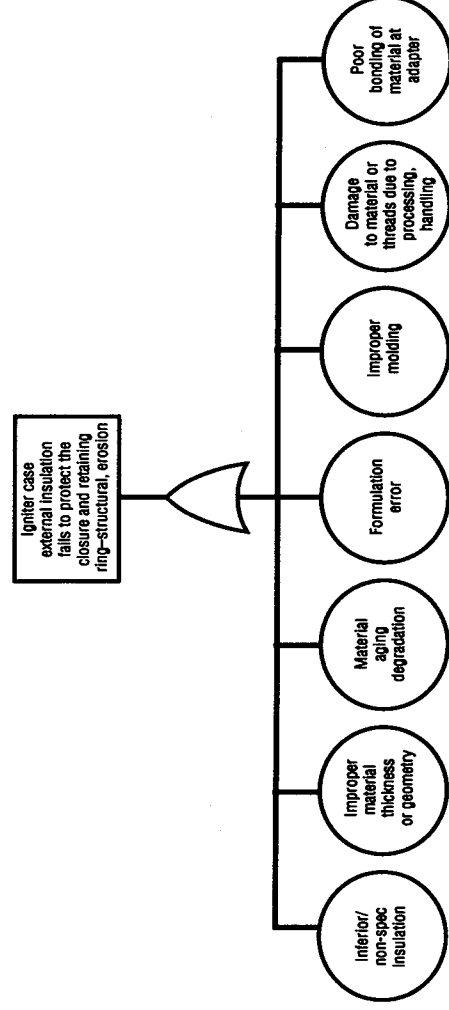 Igniter case
external insulation
fails to protect the
closure and retaining
ring–structural, erosion
Inferior/
non-spec
Insulation
Improper
material
thickness
or geometry
Material
aging
degradation
Formulation
error
Improper
molding
Damage
to material or
threads due to
processing,
handling
Poor
bonding of
material at
adapter